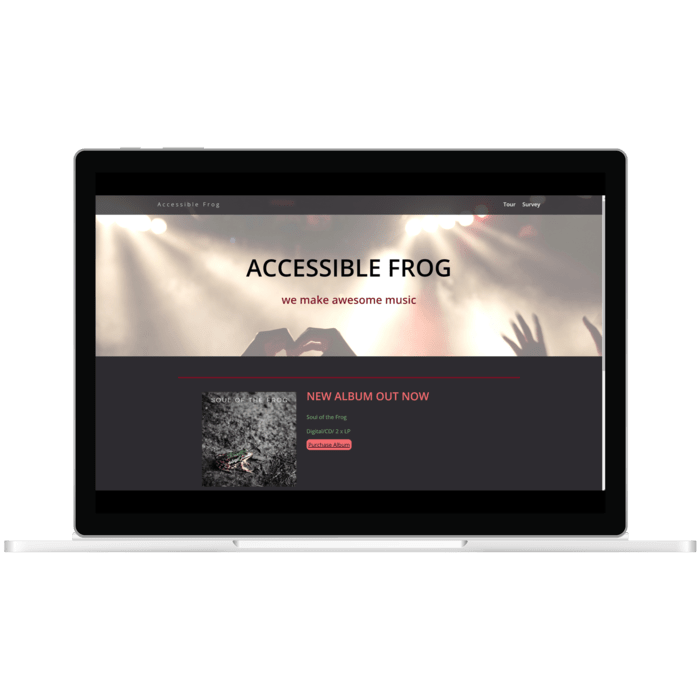 Accessible Frog
Tour Survey
ACCESSIBLE FROG
we make awesome music
SOUL OF THE FROG
NEW ALBUM OUT NOW
Soul of the Frog
Digital/CD/ 2 x LP
Purchase Album